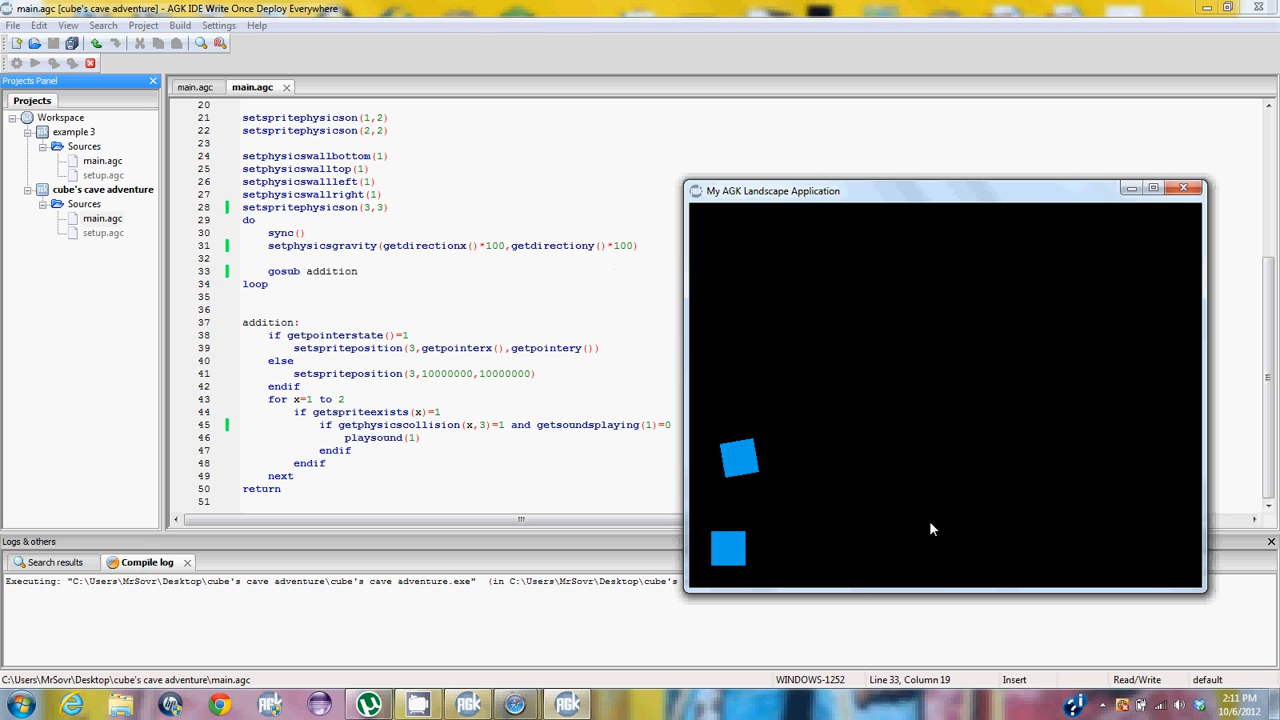 main.agc [cube's cave adventure] - AGK IDE Write Once Deploy Everywhere
File Edit View Search Project Build Settings Help
Projects Panel
Projects
Workspace
example 3
Sources
main.agc
setup.agc
cube's cave adventure
Sources
main.agc
setup.agc
main.agc main.agc
20
21 setspritephysicson(1,2)
22 setspritephysicson(2,2)
23
24 setphysicswallbottom(1)
25 setphysicswalltop(1)
26 setphysicswallleft(1)
27 setphysicswallright(1)
28 setspritephysicson(3,3)
29 do
30 sync()
31 setphysicsgravity(getdirectionx()*100,getdirectiony()*100)
32
33 gosub addition
34 loop
35
36
37 addition:
38 if getpointerstate()=1
39 setspriteposition(3,getpointerx(),getpointery())
40 else
41 setspriteposition(3,10000000,10000000)
42 endif
43 for x=1 to 2
44 if getspriteexists(x)=1
45 if getphysicscollision(x,3)=1 and getsoundsplaying(1)=0
46 playsound(1)
47 endif
48 endif
49 next
50 return
51
My AGK Landscape Application
Logs & others
Search results Compile log
Executing: "C:\Users\MrSovr\Desktop\cube's cave adventure\cube's cave adventure.exe" (in C:\Users\MrSovr\Desktop\cube's
C:\Users\MrSovr\Desktop\cube's cave adventure\main.agc WINDOWS-1252 Line 33, Column 19 Insert Read/Write default
2:11 PM
10/6/2012